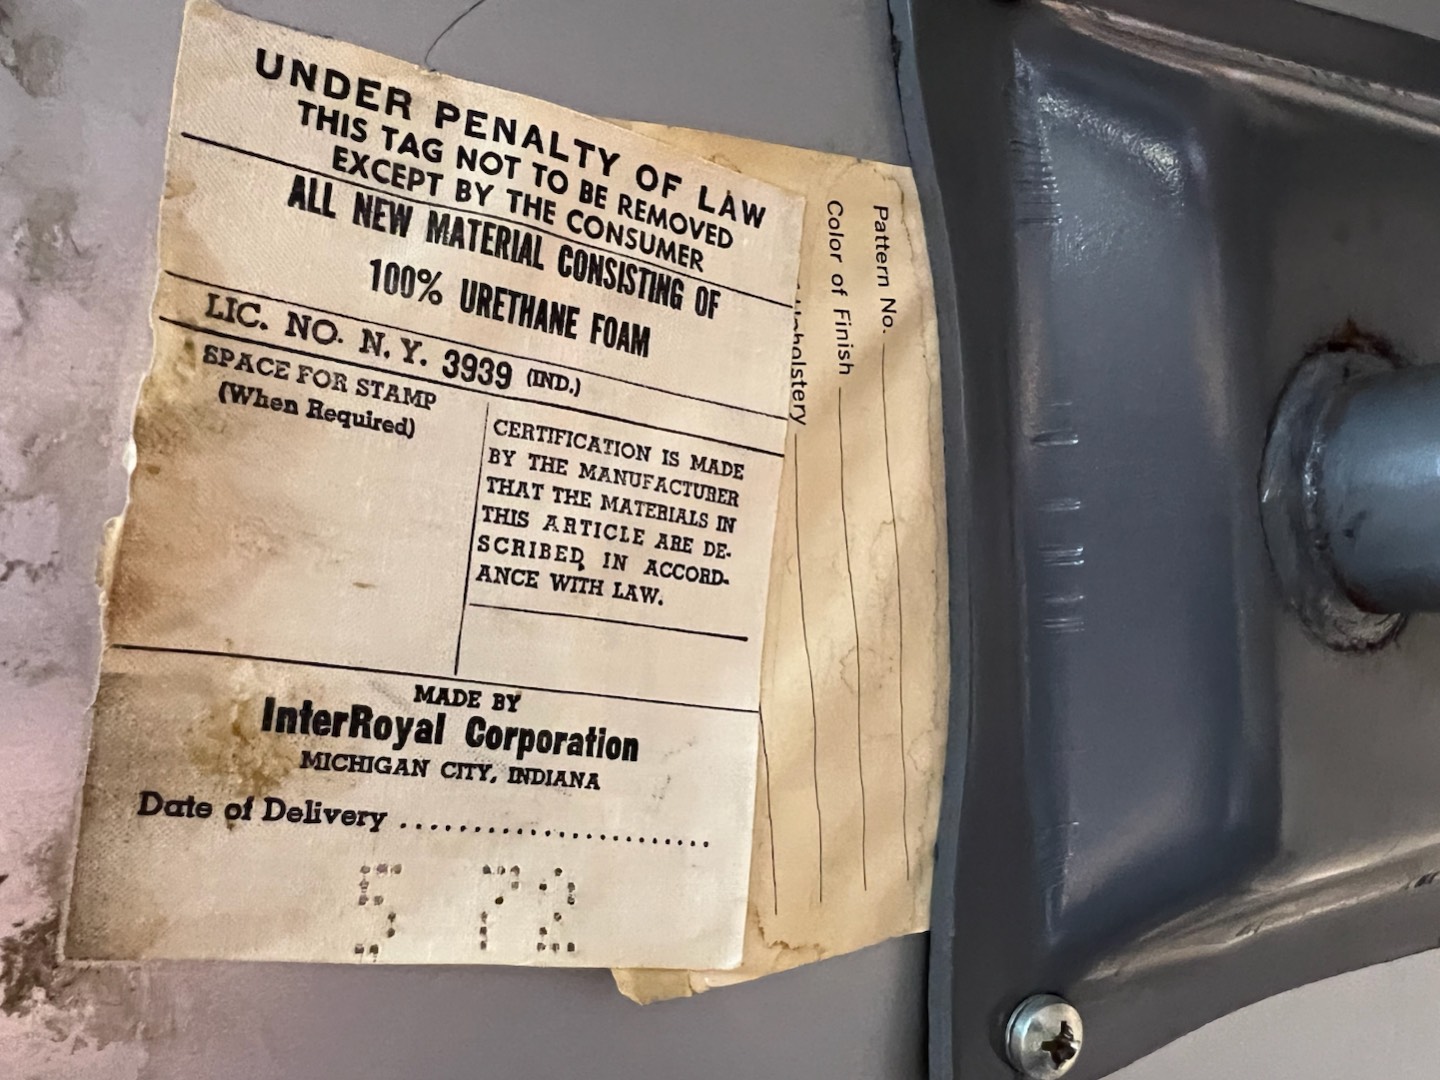 UNDER PENALTY OF LAW
THIS TAG NOT TO BE REMOVED
EXCEPT BY THE CONSUMER
ALL NEW MATERIAL CONSISTING OF
100% URETHANE FOAM
LIC. NO. N. Y. 3939 (IND.)
SPACE FOR STAMP
(When Required)
CERTIFICATION IS MADE
BY THE MANUFACTURER
THAT THE MATERIALS IN
THIS ARTICLE ARE DE-
SCRIBED IN ACCORD-
ANCE WITH LAW.
MADE BY
InterRoyal Corporation
MICHIGAN CITY, INDIANA
Date of Delivery
5 72
Pattern No.
Color of Finish
Upholstery